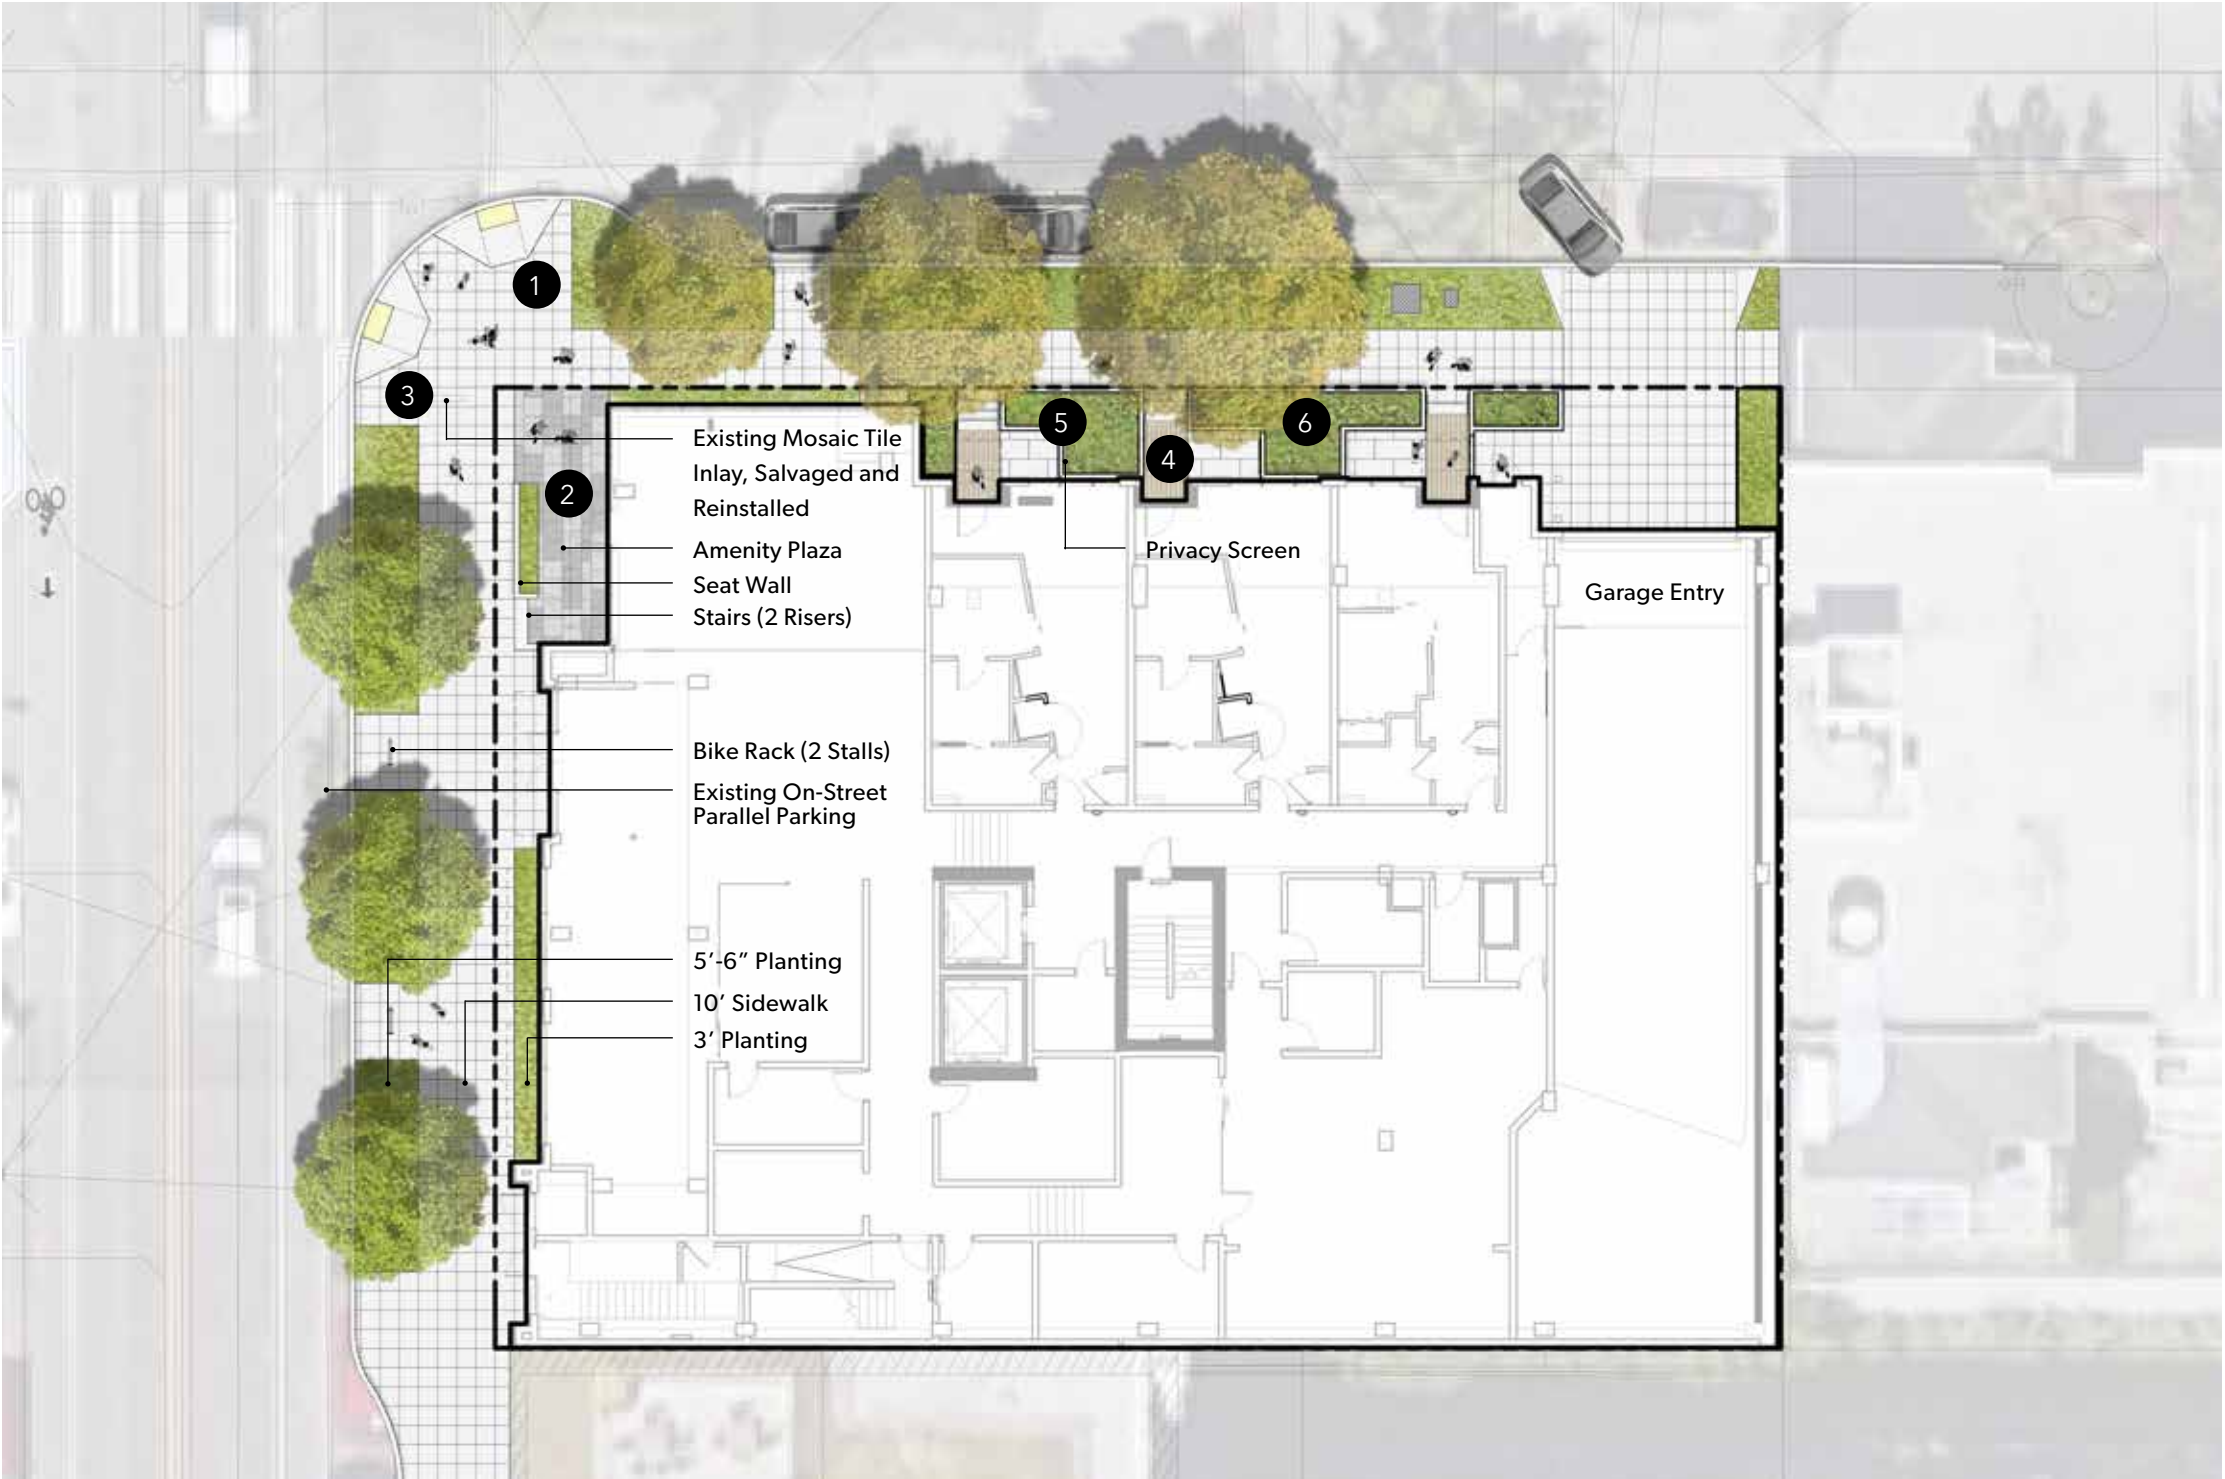 1
3
2
5
6
4
Existing Mosaic Tile
Inlay, Salvaged and
Reinstalled
Amenity Plaza
Seat Wall
Stairs (2 Risers)
Privacy Screen
Garage Entry
Bike Rack (2 Stalls)
Existing On-Street
Parallel Parking
5’-6” Planting
10’ Sidewalk
3’ Planting